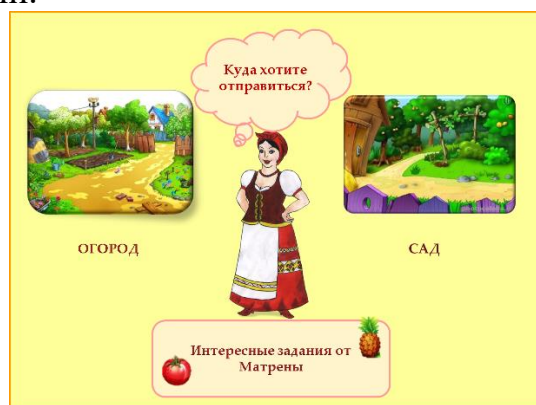 Куда хотите
отправиться?
ОГОРОД
САД
Интересные задания от
Матрены